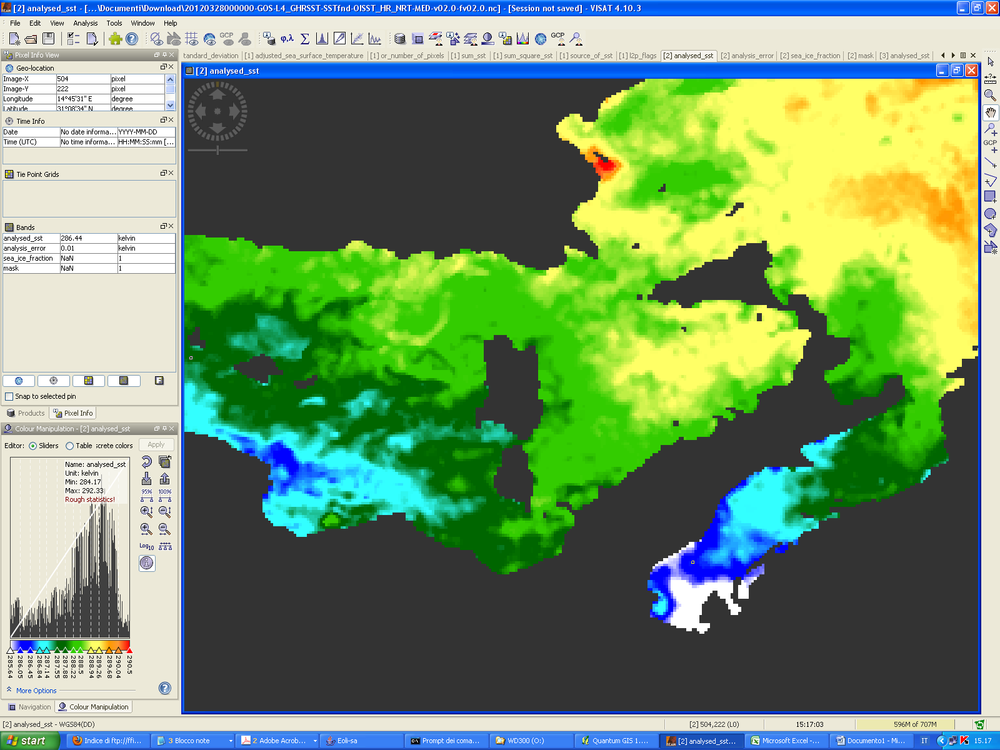 [2] analysed_sst - [...\Documenti\Download\20120328000000-GOS-L4_GHRSST-SSTfnd-OISST_HR_NRT-MED-v02.0-fv02.0.nc] - [Session not saved] - VISAT 4.10.3
File Edit View Analysis Tools Window Help
GCP φ,λ Σ GCP
Pixel Info View
tandard_deviation [1] adjusted_sea_surface_temperature [1] or_number_of_pixels [1] sum_sst [1] sum_square_sst [1] source_of_sst [1] l2p_flags [2] analysed_sst [2] analysis_error [2] sea_ice_fraction [2] mask [3] analysed_sst
Geo-location
[2] analysed_sst
Image-X 504 pixel
Image-Y 222 pixel
Longitude 14°45'31" E degree
Latitude 31°08'34" N degree
Time Info
Date No date informa... YYYY-MM-DD
Time (UTC) No time informa... HH:MM:SS:mm [...
GCP
Tie Point Grids
Bands
analysed_sst 286.44 kelvin
analysis_error 0.01 kelvin
sea_ice_fraction NaN 1
mask NaN 1
Snap to selected pin
Products Pixel Info
Colour Manipulation - [2] analysed_sst
Editor: Sliders Table :crete colors Apply
Name: analysed_sst
Unit: kelvin
Min: 284.17
Max: 292.33
Rough statistics!
95% 100%
Log10
285.64
286.05
286.45
286.84
287.14
287.55
287.88
288.22
288.5
288.94
289.26
289.68
290.04
290.5
More Options
Navigation Colour Manipulation
[2] analysed_sst - WGS84(DD) [2] 504,222 (L0) 15:17:03 596M of 707M
start Indice di ftp://ffi... 3 Blocco note 2 Adobe Acrob... Eoli-sa Prompt dei coma... WD300 (O:) Quantum GIS 1.... [2] analysed_sst... Microsoft Excel -... Documento1 - Mi... IT 15.17